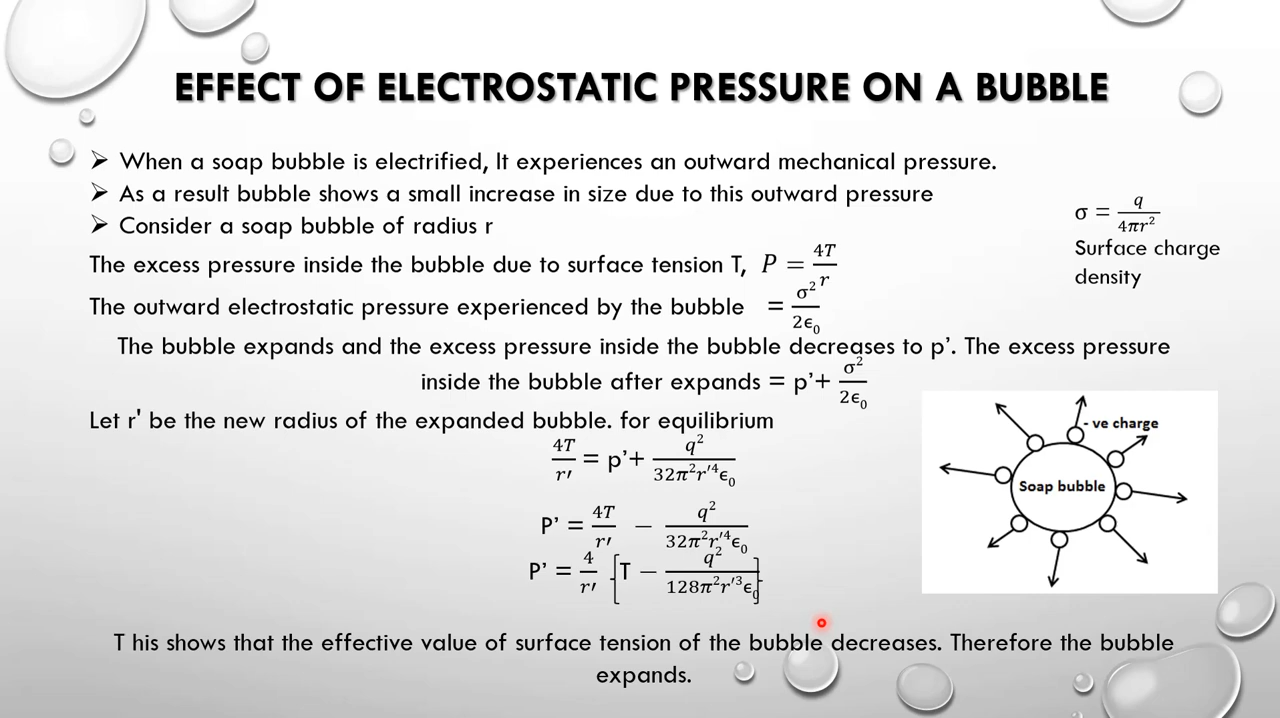 EFFECT OF ELECTROSTATIC PRESSURE ON A BUBBLE
➢ When a soap bubble is electrified, It experiences an outward mechanical pressure.
➢ As a result bubble shows a small increase in size due to this outward pressure
➢ Consider a soap bubble of radius r
σ = q/4πr²
Surface charge
density
The excess pressure inside the bubble due to surface tension T, P = 4T/r
The outward electrostatic pressure experienced by the bubble = σ²/2ϵ₀
The bubble expands and the excess pressure inside the bubble decreases to p’. The excess pressure
inside the bubble after expands = p’+ σ²/2ϵ₀
Let r' be the new radius of the expanded bubble. for equilibrium
4T/r′ = p’+ q²/32π²r′⁴ϵ₀
P’ = 4T/r′ − q²/32π²r′⁴ϵ₀
P’ = 4/r′ [T − q²/128π²r′³ϵ₀]
- ve charge
Soap bubble
T his shows that the effective value of surface tension of the bubble decreases. Therefore the bubble
expands.